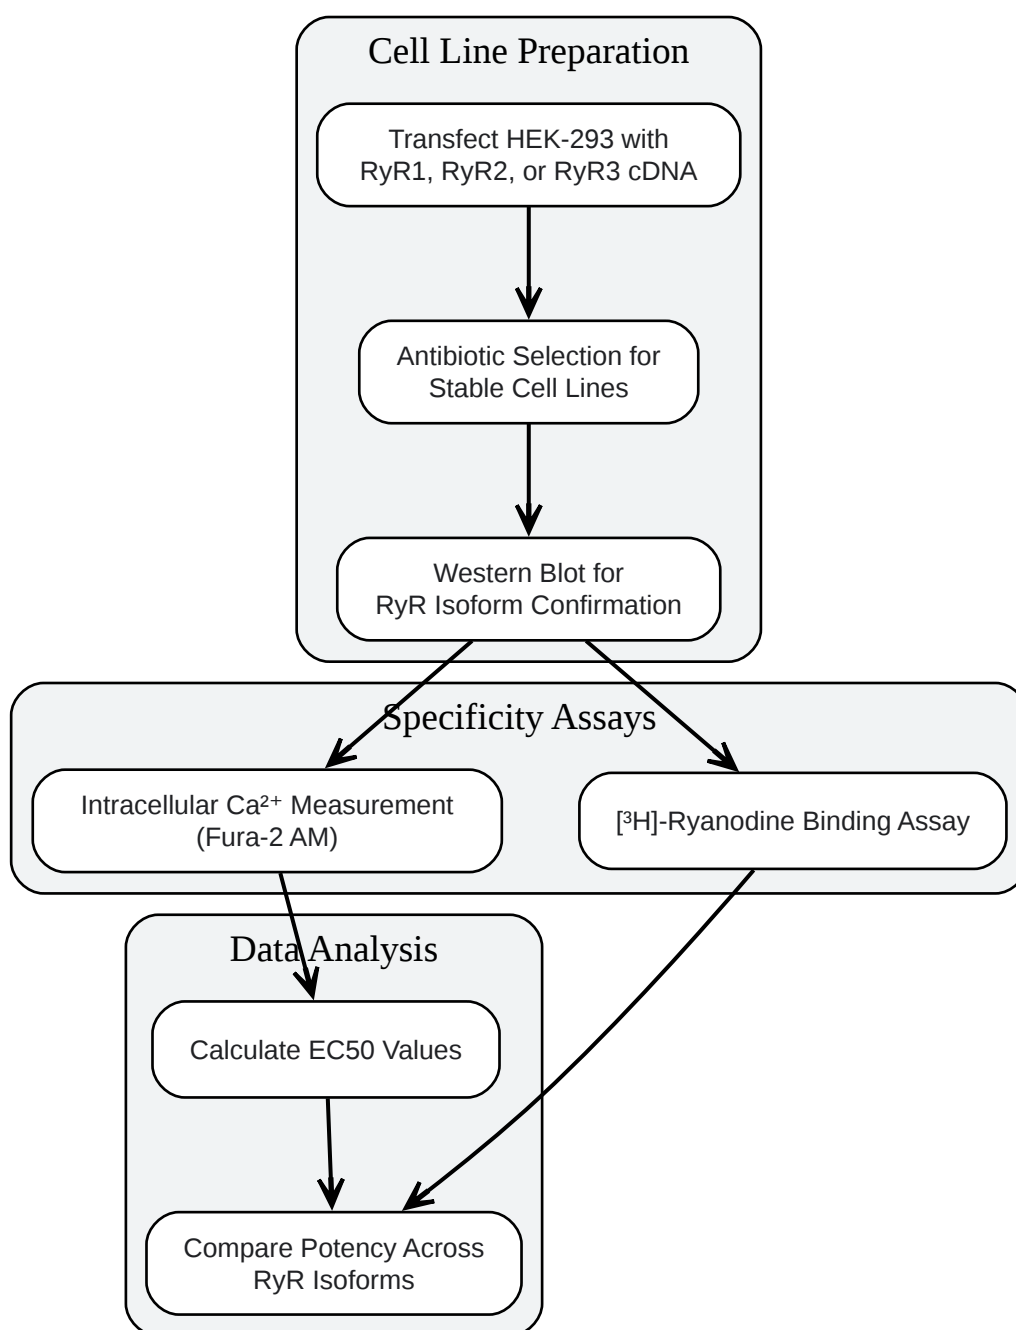 Cell Line Preparation
Transfect HEK-293 with
RyR1, RyR2, or RyR3 cDNA
Antibiotic Selection for
Stable Cell Lines
Western Blot for
RyR Isoform Confirmation
Specificity Assays
Intracellular Ca²⁺ Measurement
(Fura-2 AM)
[³H]-Ryanodine Binding Assay
Data Analysis
Calculate EC50 Values
Compare Potency Across
RyR Isoforms